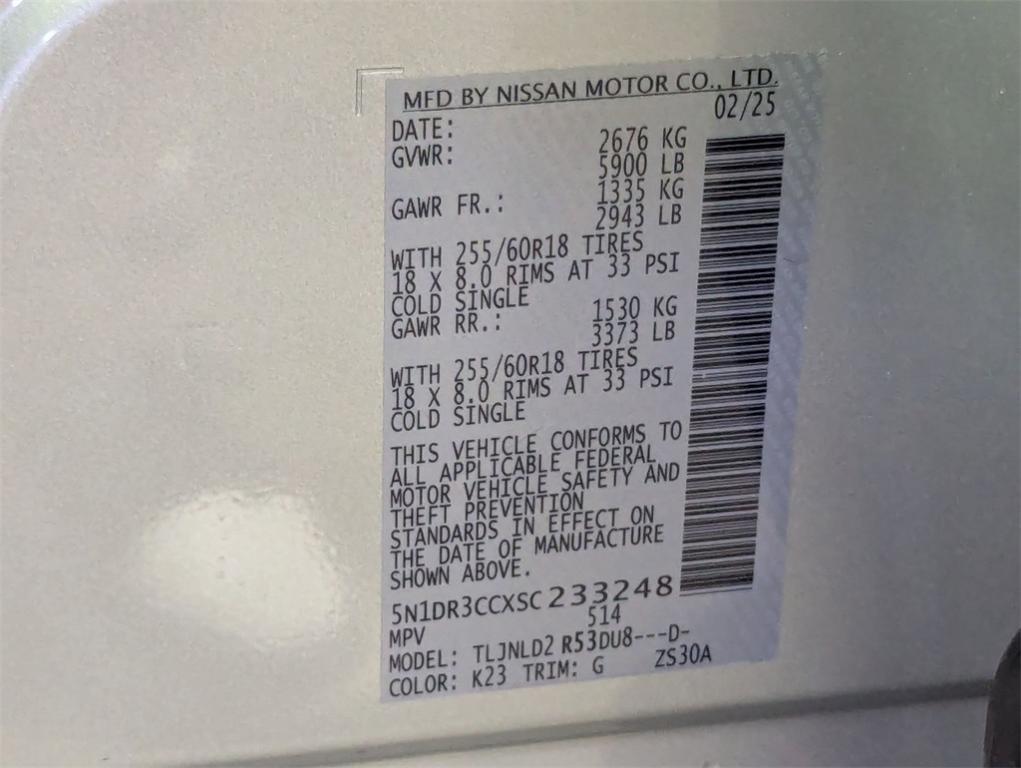 MFD BY NISSAN MOTOR CO., LTD.
DATE: 02/25
GVWR: 2676 KG
5900 LB
GAWR FR.: 1335 KG
2943 LB
WITH 255/60R18 TIRES
18 X 8.0 RIMS AT 33 PSI
COLD SINGLE
GAWR RR.: 1530 KG
3373 LB
WITH 255/60R18 TIRES
18 X 8.0 RIMS AT 33 PSI
COLD SINGLE
THIS VEHICLE CONFORMS TO
ALL APPLICABLE FEDERAL
MOTOR VEHICLE SAFETY AND
THEFT PREVENTION
STANDARDS IN EFFECT ON
THE DATE OF MANUFACTURE
SHOWN ABOVE.
5N1DR3CCXSC233248
MPV 514
MODEL: TLJNLD2 R53DU8---D-
COLOR: K23 TRIM: G ZS30A